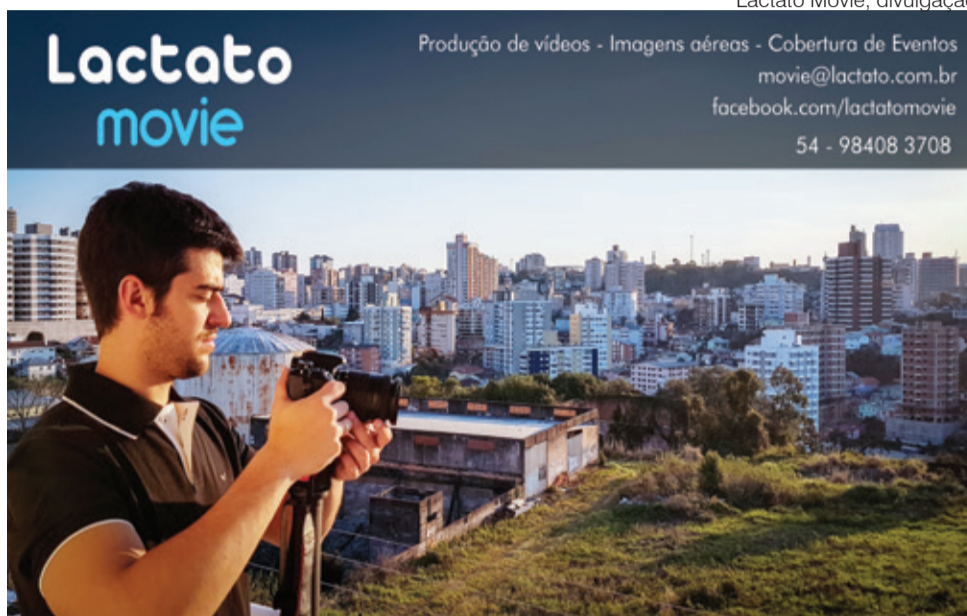 Lactato Movie, divulgação
Lactato
movie
Produção de vídeos - Imagens aéreas - Cobertura de Eventos
movie@lactato.com.br
facebook.com/lactatomovie
54 - 98408 3708